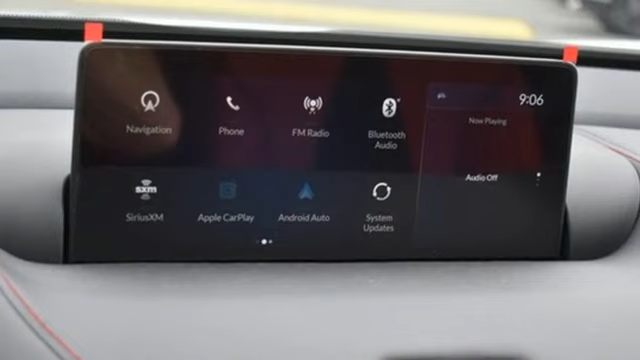 9:06
Navigation
Phone
FM Radio
Bluetooth
Audio
Now Playing
Audio Off
sxm
SiriusXM
Apple CarPlay
Android Auto
System
Updates